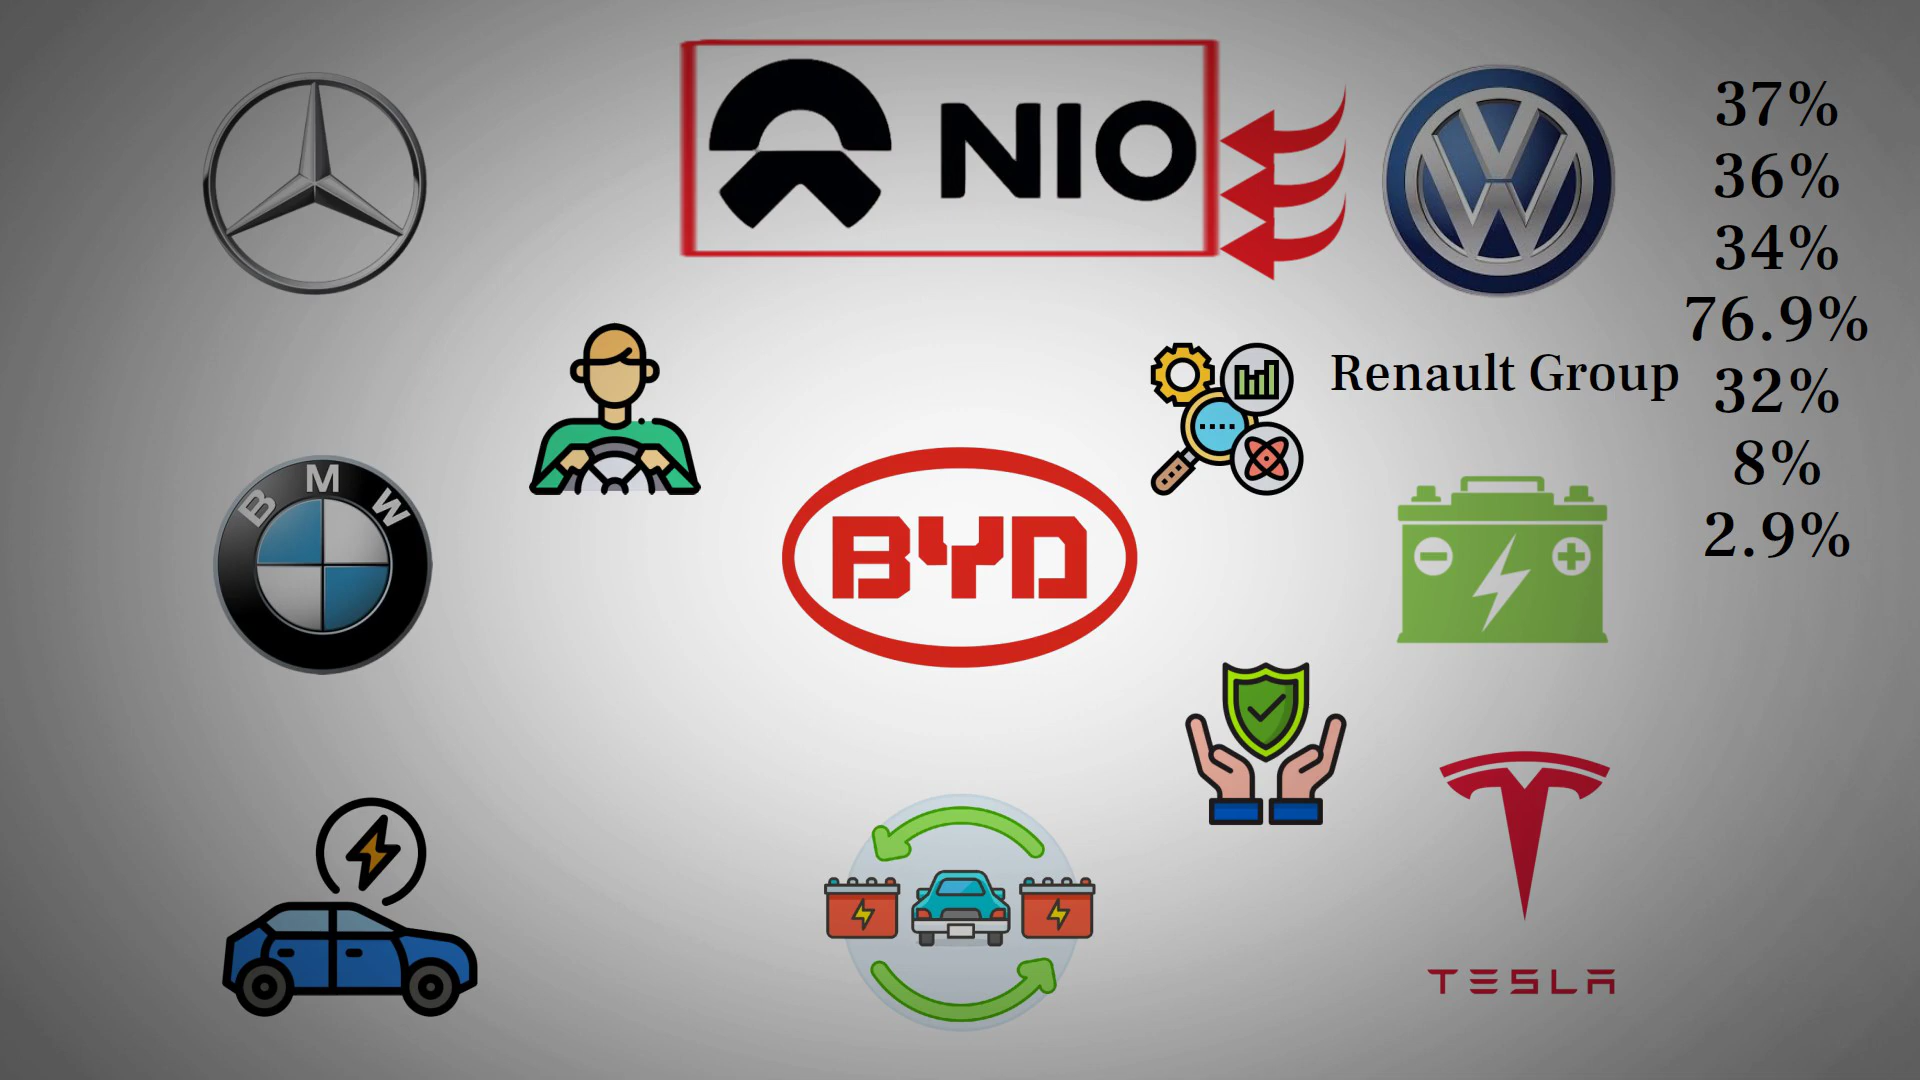 NIO
37%
36%
34%
76.9%
Renault Group
32%
8%
2.9%
BMW
BYD
TESLA